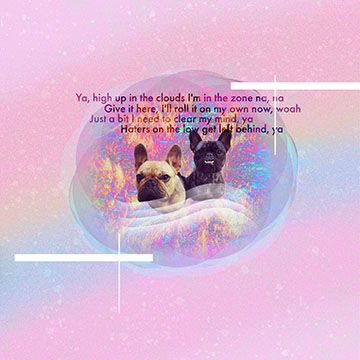 Ya, high up in the clouds I'm in the zone na, na
Give it here, i'll roll it on my own now, woah
Just a bit I need to clear my mind, ya
Haters on the low get left behind, ya